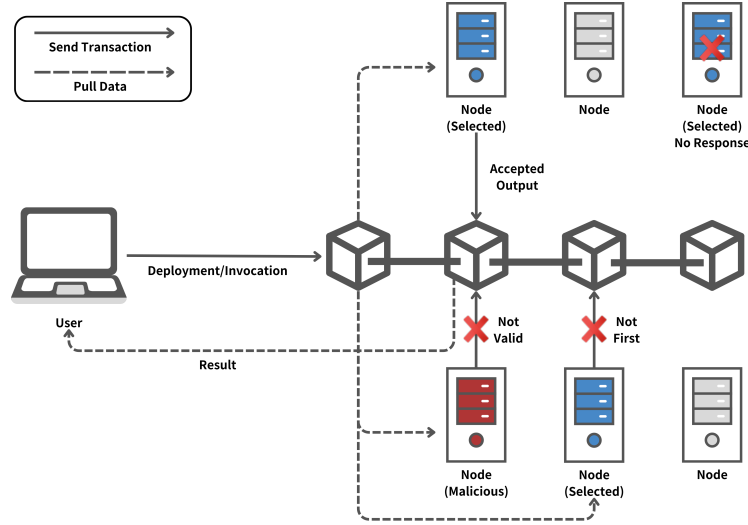 Send Transaction
Pull Data
Node
(Selected)
Node
Node
(Selected)
No Response
Accepted
Output
Deployment/Invocation
User
Result
Not
Valid
Not
First
Node
(Malicious)
Node
(Selected)
Node